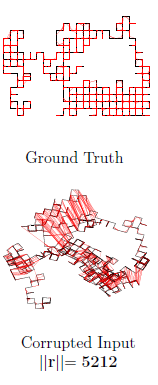 Ground Truth
Corrupted Input
||r||= 5212